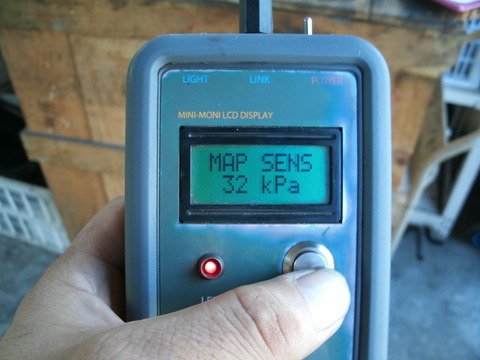 LIGHT LINK POWER
MINI-MONI LCD DISPLAY
MAP SENS
32 kPa